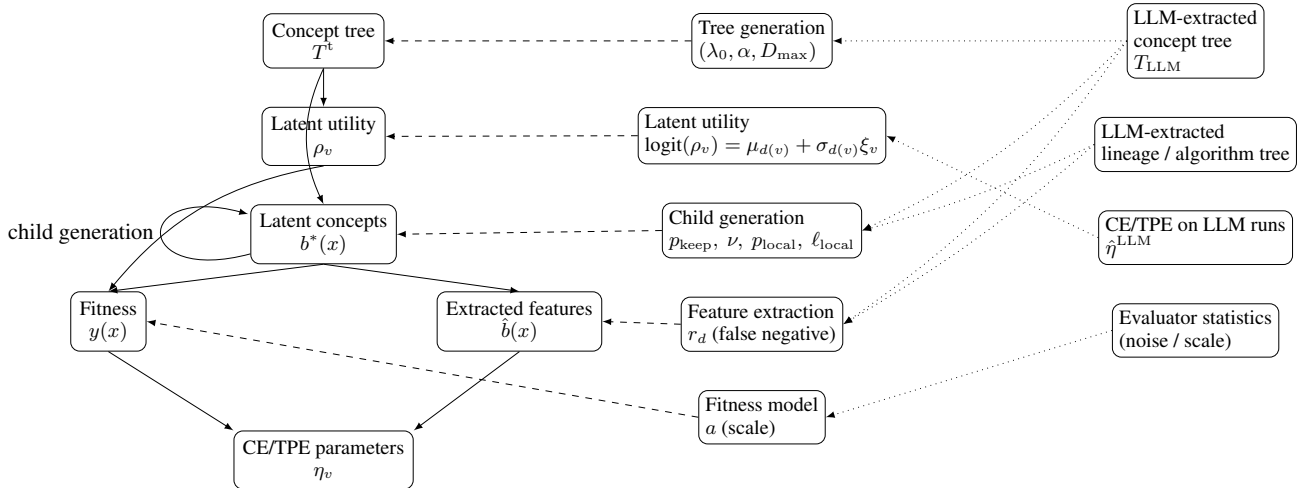 Concept tree
T^t
Tree generation
(λ_0, α, D_max)
LLM-extracted
concept tree
T_LLM
Latent utility
ρ_v
Latent utility
logit(ρ_v) = μ_d(v) + σ_d(v)ξ_v
LLM-extracted
lineage / algorithm tree
child generation
Latent concepts
b*(x)
Child generation
p_keep, ν, p_local, ℓ_local
CE/TPE on LLM runs
η̂^LLM
Fitness
y(x)
Extracted features
b̂(x)
Feature extraction
r_d (false negative)
Evaluator statistics
(noise / scale)
Fitness model
a (scale)
CE/TPE parameters
η_v